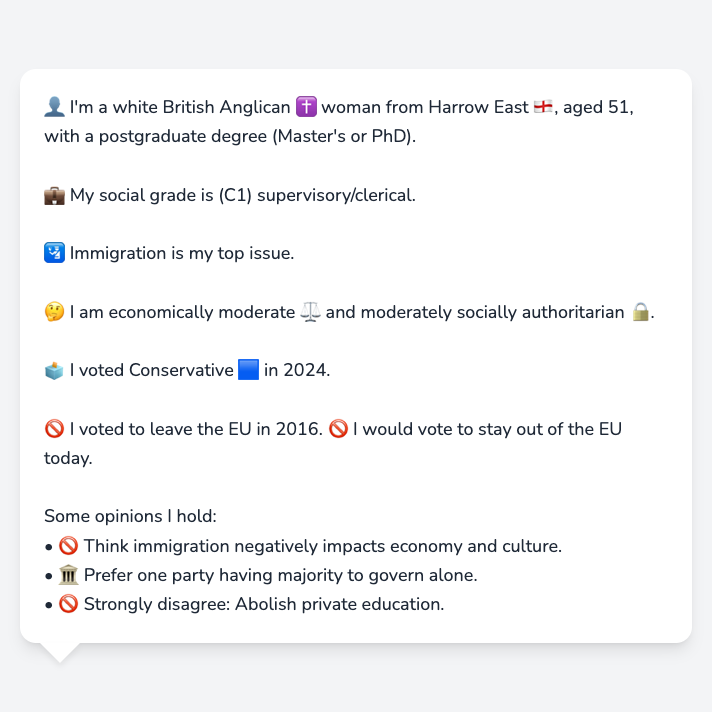 👤 I'm a white British Anglican ✝️ woman from Harrow East 🏴󠁧󠁢󠁥󠁮󠁧󠁿, aged 51,
with a postgraduate degree (Master's or PhD).
💼 My social grade is (C1) supervisory/clerical.
🛂 Immigration is my top issue.
🤔 I am economically moderate ⚖️ and moderately socially authoritarian 🔒.
🗳️ I voted Conservative 🟦 in 2024.
🚫 I voted to leave the EU in 2016. 🚫 I would vote to stay out of the EU
today.
Some opinions I hold:
• 🚫 Think immigration negatively impacts economy and culture.
• 🏛️ Prefer one party having majority to govern alone.
• 🚫 Strongly disagree: Abolish private education.